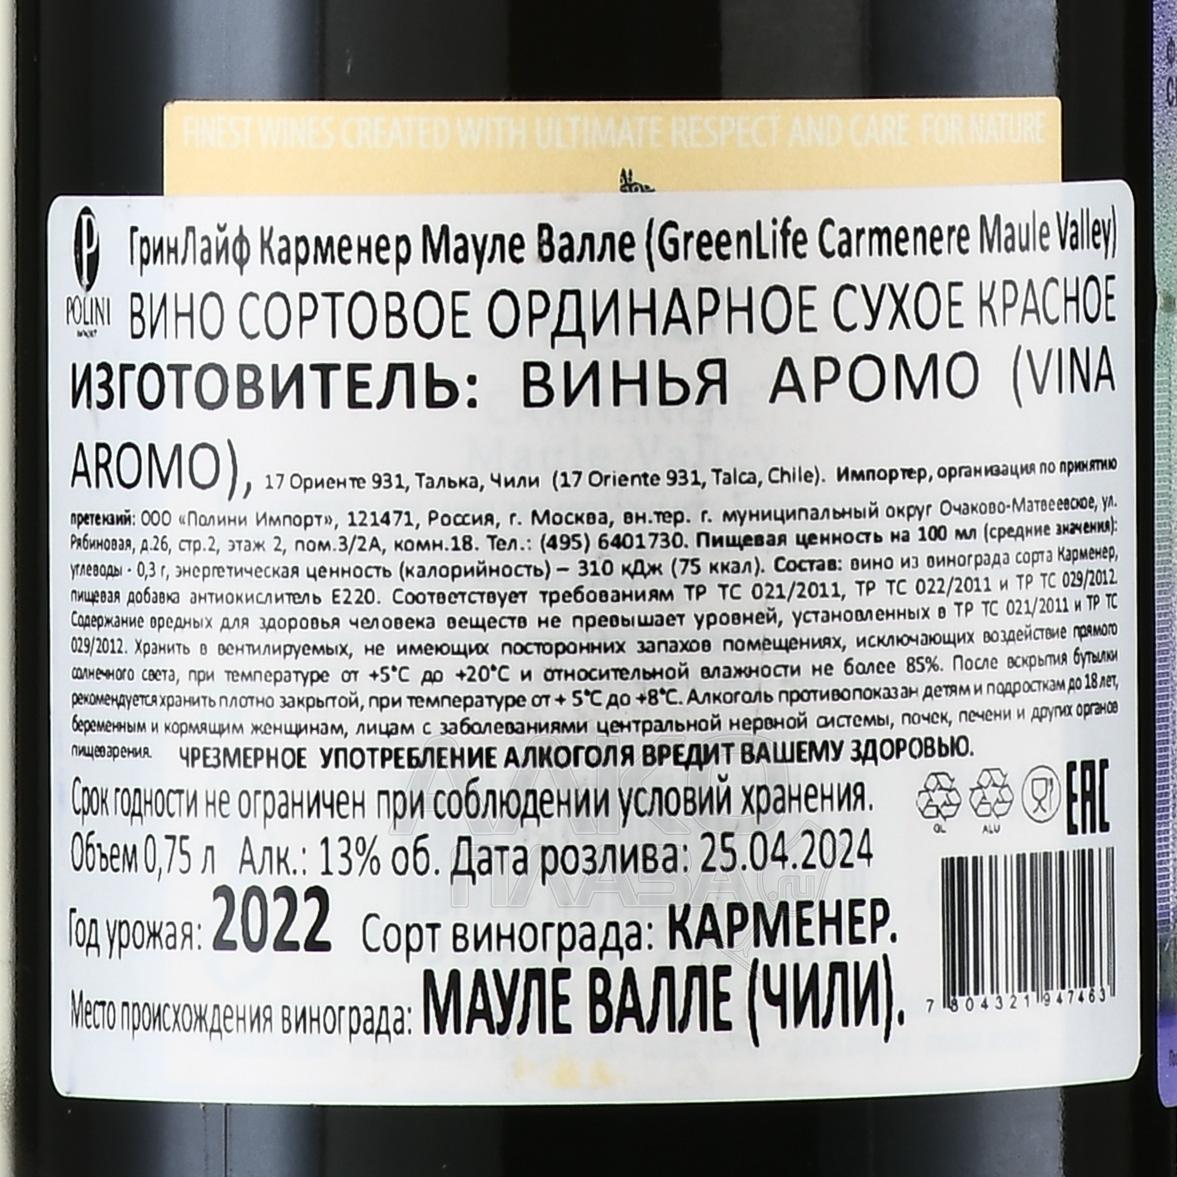 FINEST WINES CREATED WITH ULTIMATE RESPECT AND CARE FOR NATURE
P
POLINI
IMPORT
ГринЛайф Карменер Мауле Валле (GreenLife Carmenere Maule Valley)
ВИНО СОРТОВОЕ ОРДИНАРНОЕ СУХОЕ КРАСНОЕ
ИЗГОТОВИТЕЛЬ: ВИНЬЯ АРОМО (VINA
AROMO), 17 Ориенте 931, Талька, Чили (17 Oriente 931, Talca, Chile). Импортер, организация по принятию
претензий: ООО «Полини Импорт», 121471, Россия, г. Москва, вн.тер. г. муниципальный округ Очаково-Матвеевское, ул.
Рябиновая, д.26, стр.2, этаж 2, пом.3/2А, комн.18. Тел.: (495) 6401730. Пищевая ценность на 100 мл (средние значения):
углеводы - 0,3 г, энергетическая ценность (калорийность) – 310 кДж (75 ккал). Состав: вино из винограда сорта Карменер,
пищевая добавка антиокислитель Е220. Соответствует требованиям ТР ТС 021/2011, ТР ТС 022/2011 и ТР ТС 029/2012.
Содержание вредных для здоровья человека веществ не превышает уровней, установленных в ТР ТС 021/2011 и ТР ТС
029/2012. Хранить в вентилируемых, не имеющих посторонних запахов помещениях, исключающих воздействие прямого
солнечного света, при температуре от +5°С до +20°С и относительной влажности не более 85%. После вскрытия бутылки
рекомендуется хранить плотно закрытой, при температуре от + 5°С до +8°С. Алкоголь противопоказан детям и подросткам до 18 лет,
беременным и кормящим женщинам, лицам с заболеваниями центральной нервной системы, почек, печени и других органов
пищеварения. ЧРЕЗМЕРНОЕ УПОТРЕБЛЕНИЕ АЛКОГОЛЯ ВРЕДИТ ВАШЕМУ ЗДОРОВЬЮ.
Срок годности не ограничен при соблюдении условий хранения.
Объем 0,75 л Алк.: 13% об. Дата розлива: 25.04.2024
Год урожая: 2022 Сорт винограда: КАРМЕНЕР.
Место происхождения винограда: МАУЛЕ ВАЛЛЕ (ЧИЛИ).
GL ALU EAC
7 804321 947463